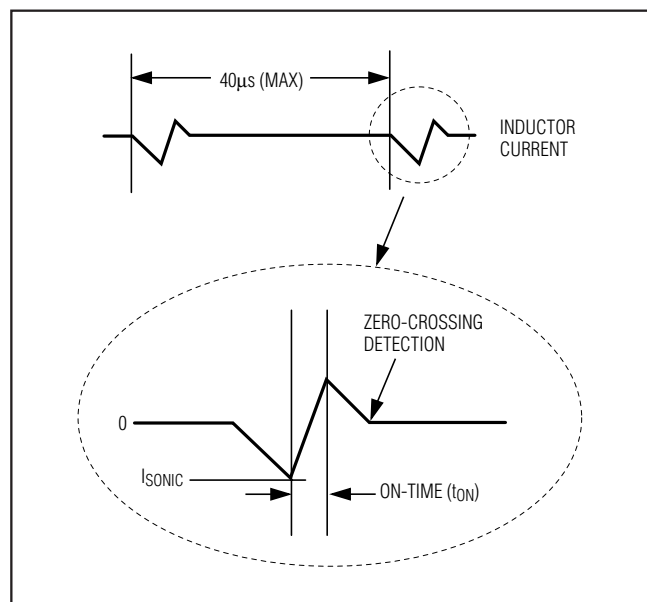 40μs (MAX)
INDUCTOR
CURRENT
ZERO-CROSSING
DETECTION
0
ISONIC
ON-TIME (tON)